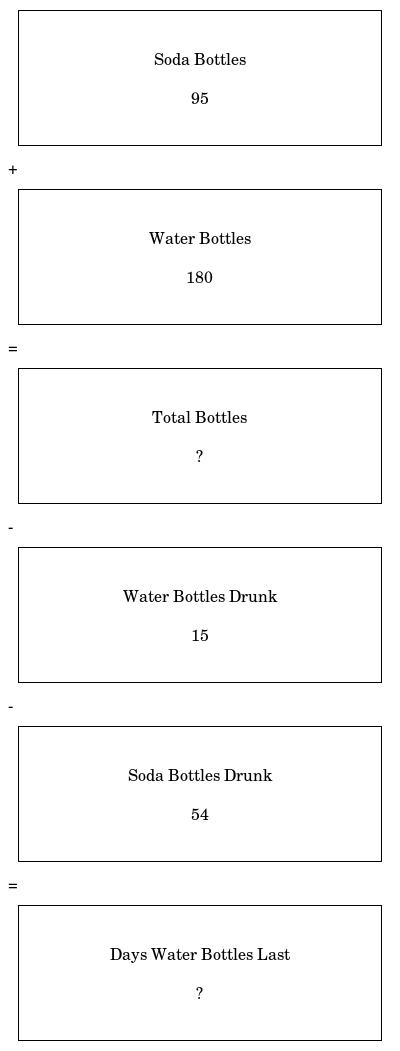 Soda Bottles
95
+
Water Bottles
180
=
Total Bottles
?
-
Water Bottles Drunk
15
-
Soda Bottles Drunk
54
=
Days Water Bottles Last
?